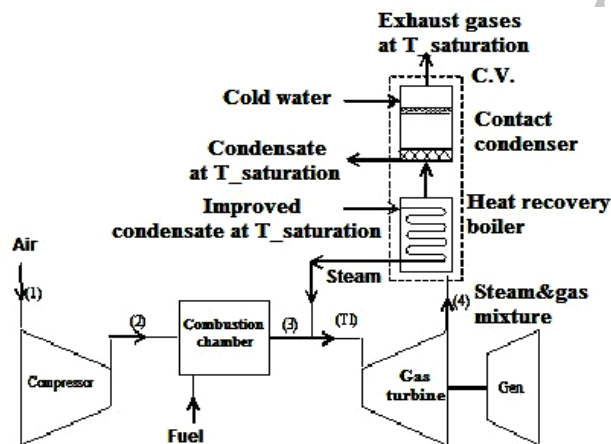 Exhaust gases
at T_saturation
C.V.
Cold water
Contact
condenser
Condensate
at T_saturation
Improved
condensate at T_saturation
Heat recovery
boiler
Air
Steam
(1)
(2)
Combustion
chamber
(3)
(TI)
(4)
Steam&gas
mixture
Compressor
Gas
turbine
Gen
Fuel